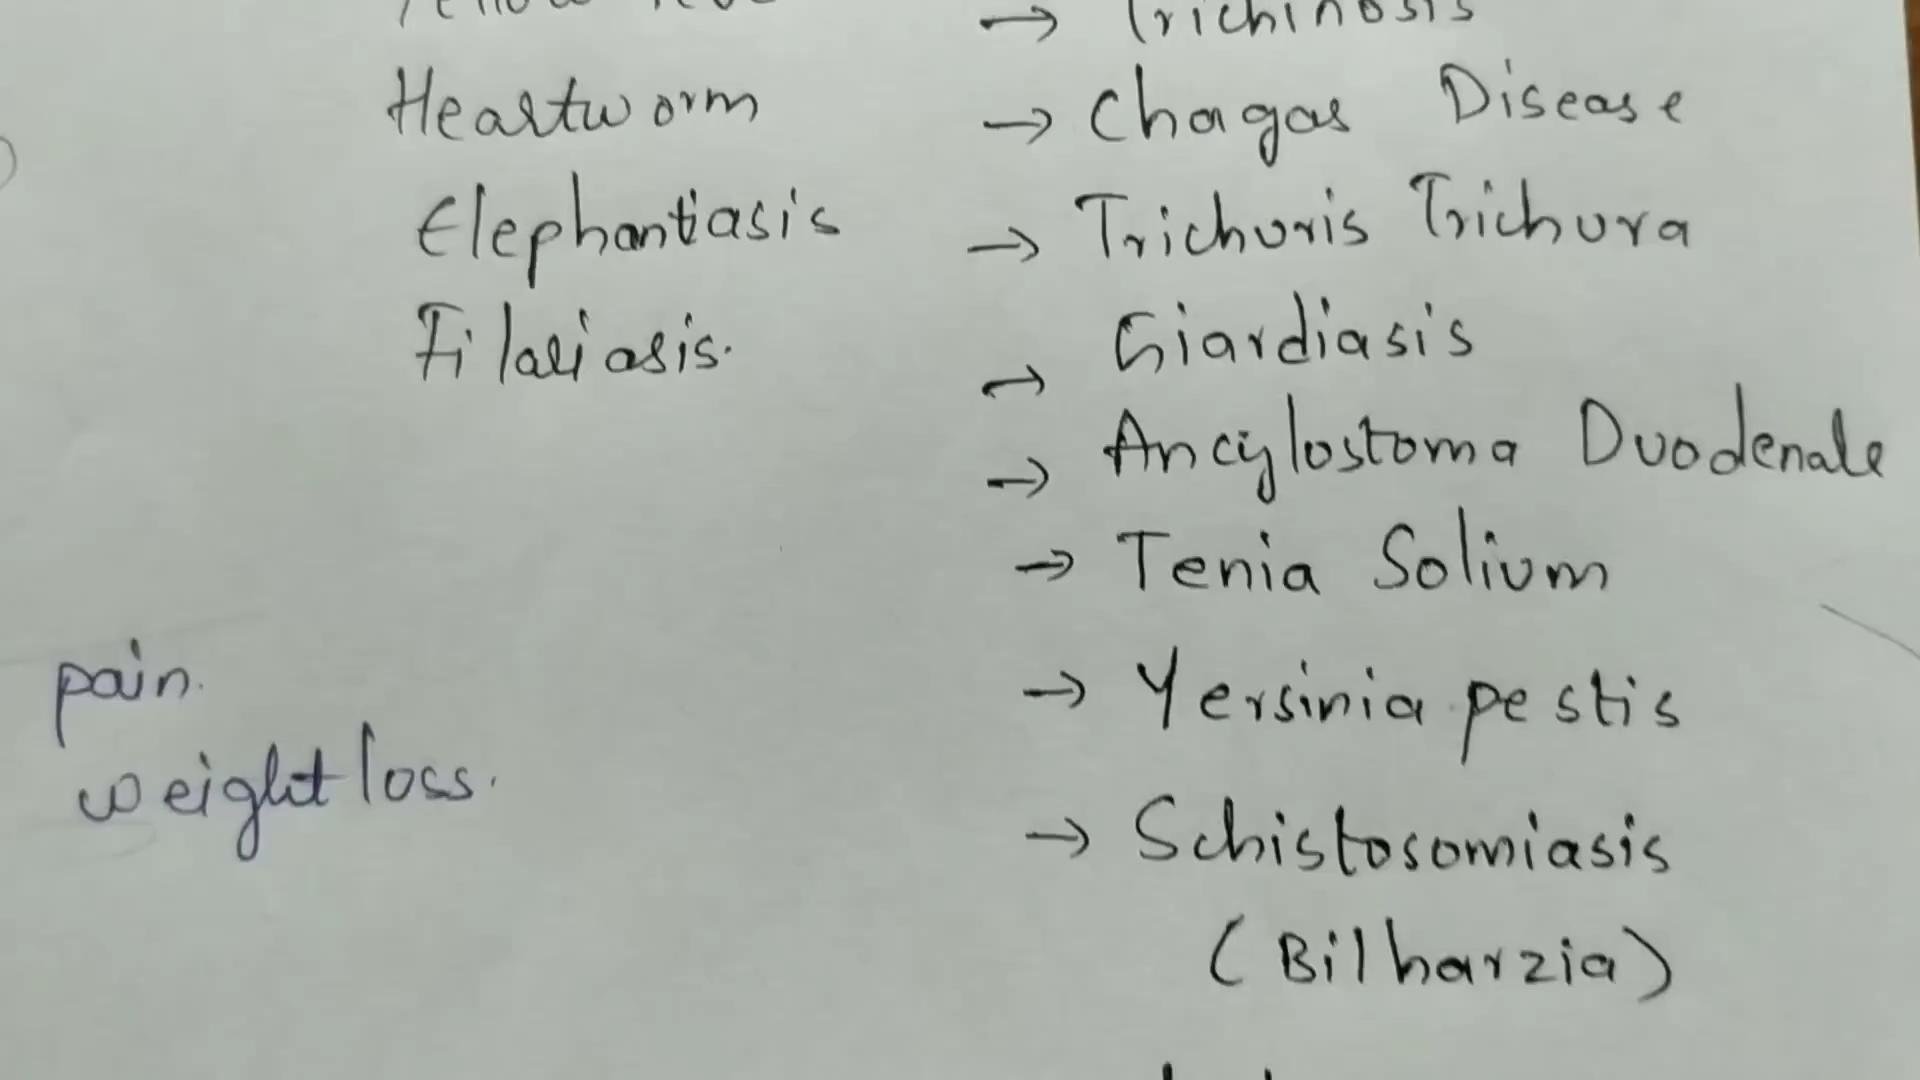 Trichinosis
Heartworm
Elephantiasis
Filariasis.
pain.
weight loss.
→ Chagas Disease
→ Trichuris Trichura
→ Giardiasis
→ Ancylostoma Duodenale
→ Tenia Solium
→ Yersinia pestis
→ Schistosomiasis
(Bilharzia)